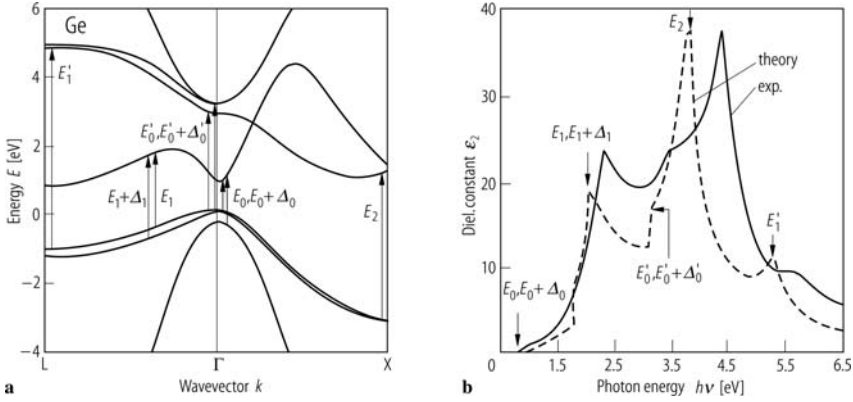 Ge
6
4
2
0
−2
−4
Energy E [eV]
E₁′
E₀′,E₀′+Δ₀′
E₁+Δ₁
E₁
E₀,E₀+Δ₀
E₂
L
Γ
X
Wavevector k
a
40
30
20
10
0
Diel. constant ε₂
E₂
theory
exp.
E₁,E₁+Δ₁
E₀′,E₀′+Δ₀′
E₁′
E₀,E₀+Δ₀
1.5
2.5
3.5
4.5
5.5
6.5
Photon energy hν [eV]
b